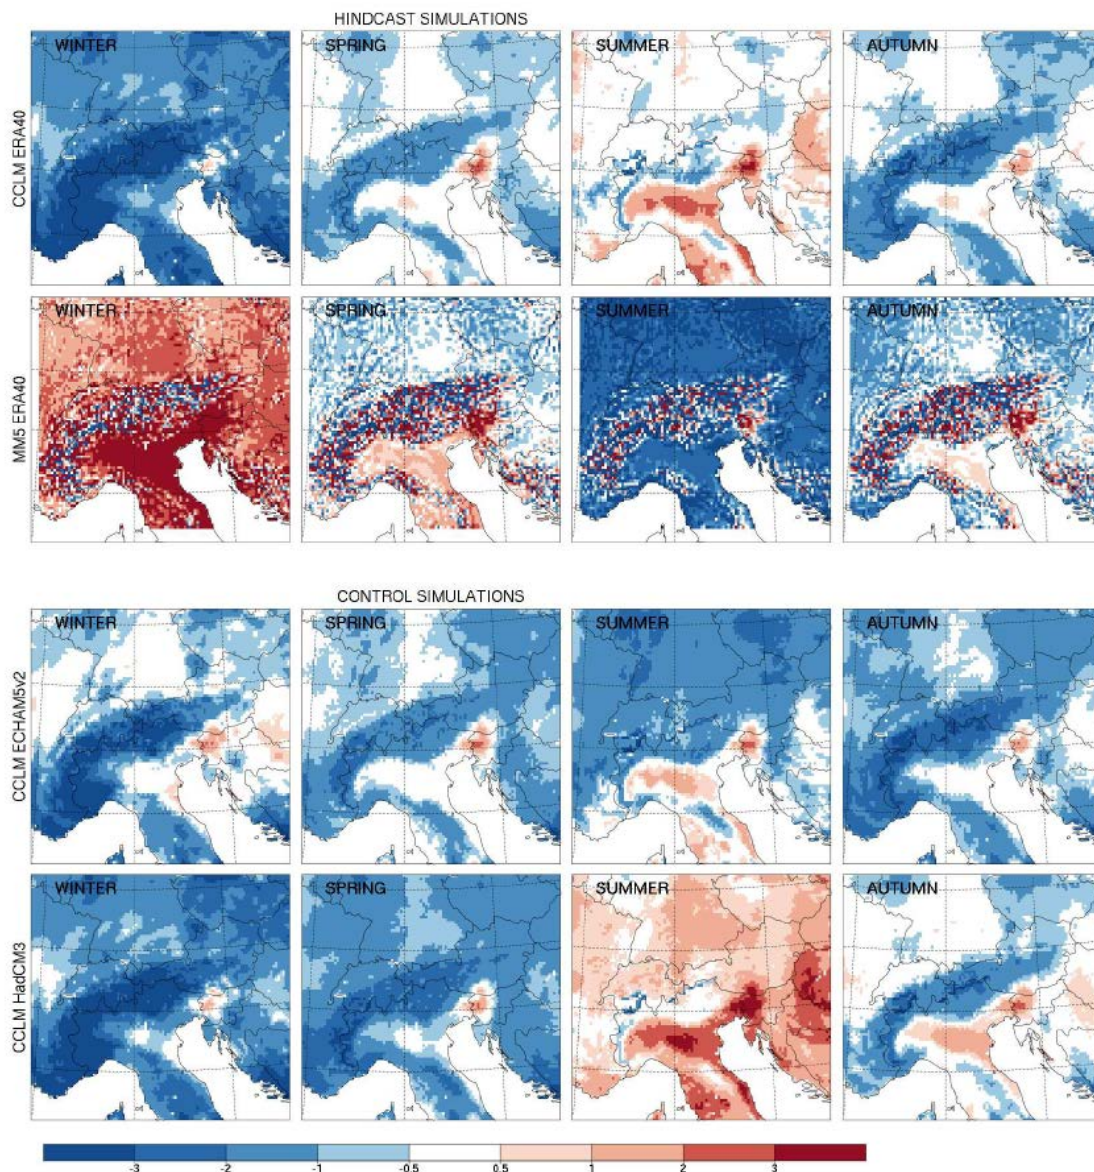 HINDCAST SIMULATIONS
CCLM ERA40
WINTER
SPRING
SUMMER
AUTUMN
MM5 ERA40
WINTER
SPRING
SUMMER
AUTUMN
CONTROL SIMULATIONS
CCLM ECHAM5v2
WINTER
SPRING
SUMMER
AUTUMN
CCLM HadCM3
WINTER
SPRING
SUMMER
AUTUMN
-3 -2 -1 -0.5 0.5 1 2 3